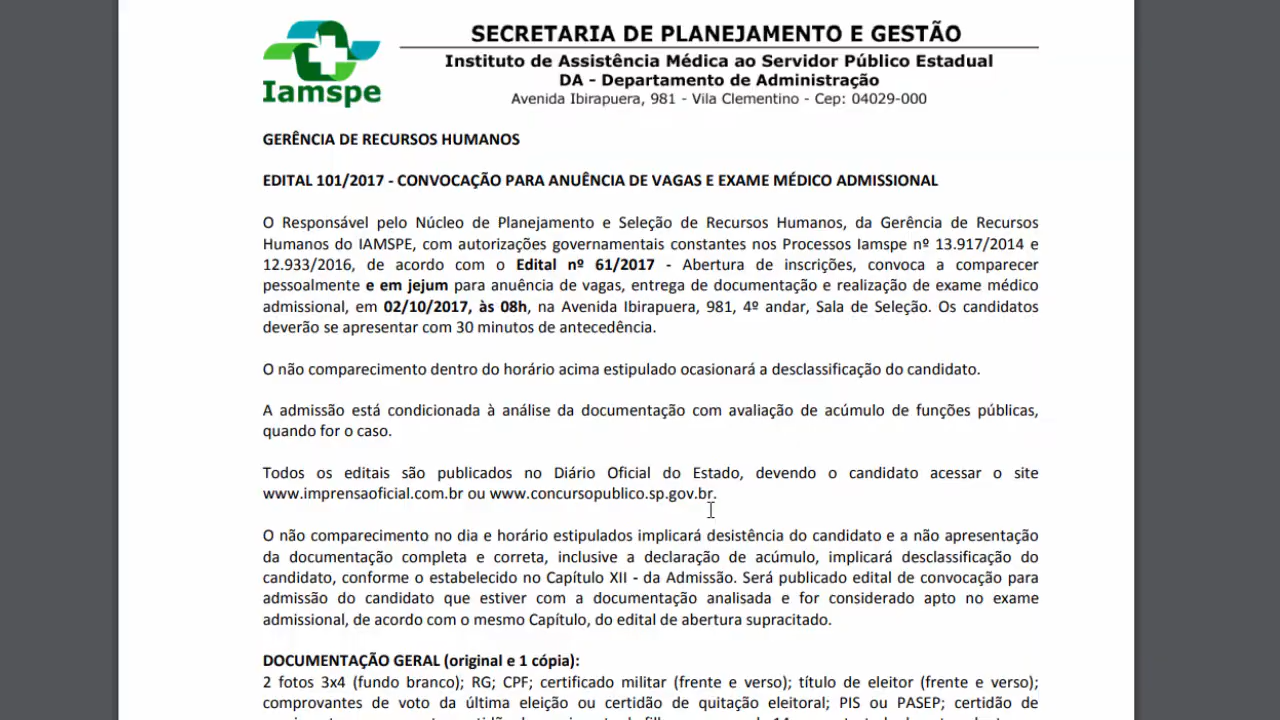 SECRETARIA DE PLANEJAMENTO E GESTÃO
Instituto de Assistência Médica ao Servidor Público Estadual
DA - Departamento de Administração
Avenida Ibirapuera, 981 - Vila Clementino - Cep: 04029-000
Iamspe
GERÊNCIA DE RECURSOS HUMANOS
EDITAL 101/2017 - CONVOCAÇÃO PARA ANUÊNCIA DE VAGAS E EXAME MÉDICO ADMISSIONAL
O Responsável pelo Núcleo de Planejamento e Seleção de Recursos Humanos, da Gerência de Recursos
Humanos do IAMSPE, com autorizações governamentais constantes nos Processos Iamspe nº 13.917/2014 e
12.933/2016, de acordo com o Edital nº 61/2017 - Abertura de inscrições, convoca a comparecer
pessoalmente e em jejum para anuência de vagas, entrega de documentação e realização de exame médico
admissional, em 02/10/2017, às 08h, na Avenida Ibirapuera, 981, 4º andar, Sala de Seleção. Os candidatos
deverão se apresentar com 30 minutos de antecedência.
O não comparecimento dentro do horário acima estipulado ocasionará a desclassificação do candidato.
A admissão está condicionada à análise da documentação com avaliação de acúmulo de funções públicas,
quando for o caso.
Todos os editais são publicados no Diário Oficial do Estado, devendo o candidato acessar o site
www.imprensaoficial.com.br ou www.concursopublico.sp.gov.br.
O não comparecimento no dia e horário estipulados implicará desistência do candidato e a não apresentação
da documentação completa e correta, inclusive a declaração de acúmulo, implicará desclassificação do
candidato, conforme o estabelecido no Capítulo XII - da Admissão. Será publicado edital de convocação para
admissão do candidato que estiver com a documentação analisada e for considerado apto no exame
admissional, de acordo com o mesmo Capítulo, do edital de abertura supracitado.
DOCUMENTAÇÃO GERAL (original e 1 cópia):
2 fotos 3x4 (fundo branco); RG; CPF; certificado militar (frente e verso); título de eleitor (frente e verso);
comprovantes de voto da última eleição ou certidão de quitação eleitoral; PIS ou PASEP; certidão de